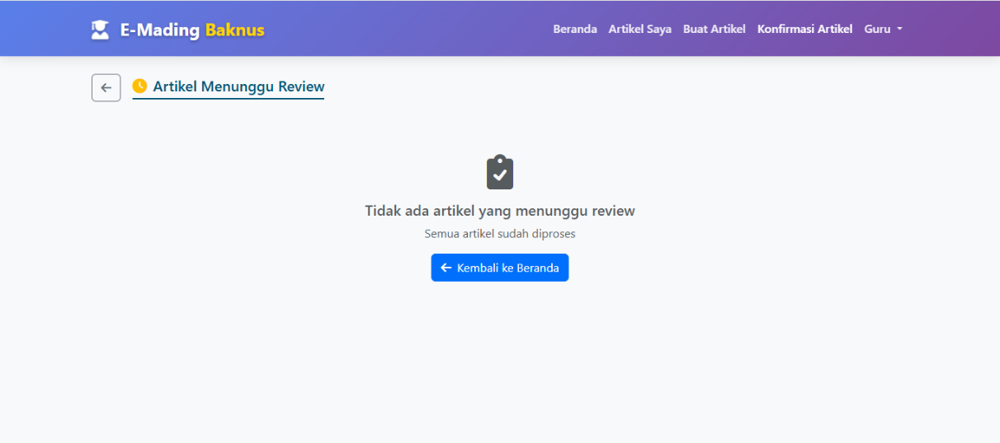 E-Mading Baknus
Beranda Artikel Saya Buat Artikel Konfirmasi Artikel Guru
Artikel Menunggu Review
Tidak ada artikel yang menunggu review
Semua artikel sudah diproses
Kembali ke Beranda